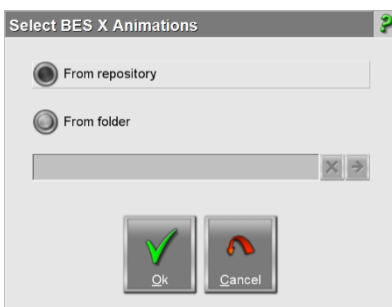 Select BES X Animations
From repository
From folder
Ok
Cancel